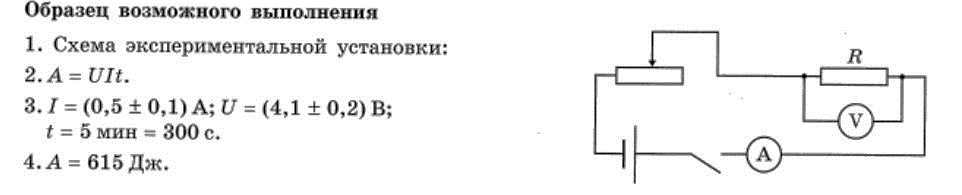 Образец возможного выполнения
1. Схема экспериментальной установки:
2. A = UIt.
3. I = (0,5 ± 0,1) А; U = (4,1 ± 0,2) В;
t = 5 мин = 300 с.
4. A = 615 Дж.
R
V
A